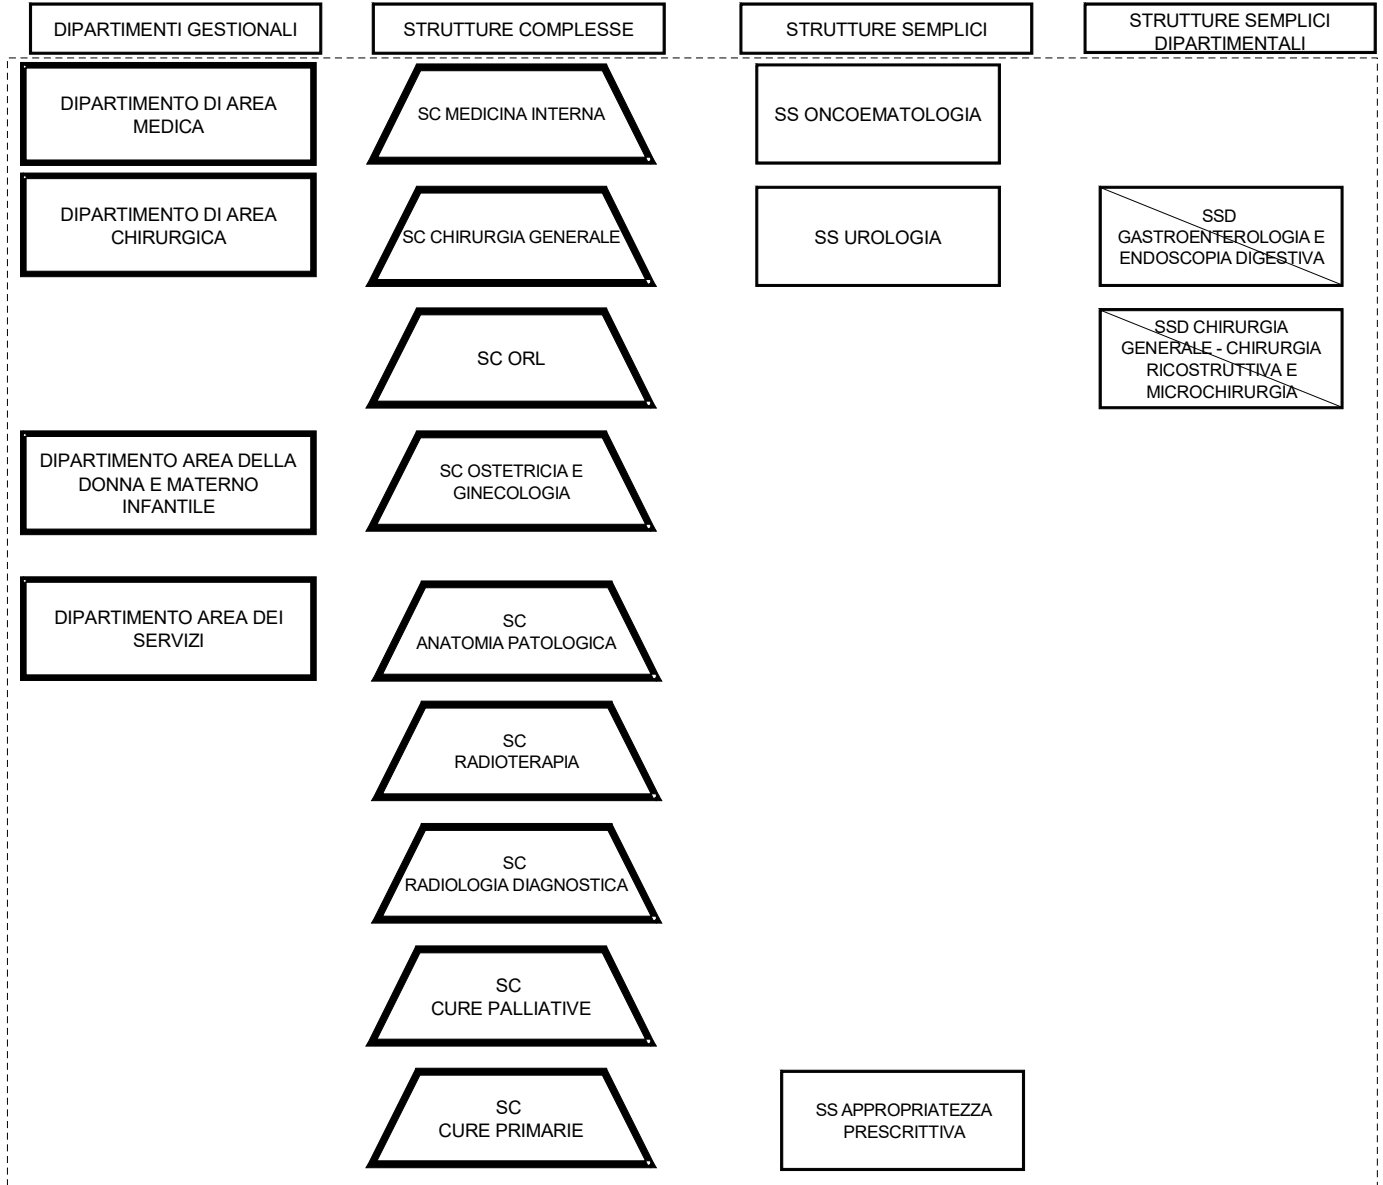 DIPARTIMENTI GESTIONALI
STRUTTURE COMPLESSE
STRUTTURE SEMPLICI
STRUTTURE SEMPLICI
DIPARTIMENTALI
DIPARTIMENTO DI AREA
MEDICA
SC MEDICINA INTERNA
SS ONCOEMATOLOGIA
DIPARTIMENTO DI AREA
CHIRURGICA
SC CHIRURGIA GENERALE
SS UROLOGIA
SSD
GASTROENTEROLOGIA E
ENDOSCOPIA DIGESTIVA
SC ORL
SSD CHIRURGIA
GENERALE - CHIRURGIA
RICOSTRUTTIVA E
MICROCHIRURGIA
DIPARTIMENTO AREA DELLA
DONNA E MATERNO
INFANTILE
SC OSTETRICIA E
GINECOLOGIA
DIPARTIMENTO AREA DEI
SERVIZI
SC
ANATOMIA PATOLOGICA
SC
RADIOTERAPIA
SC
RADIOLOGIA DIAGNOSTICA
SC
CURE PALLIATIVE
SC
CURE PRIMARIE
SS APPROPRIATEZZA
PRESCRITTIVA